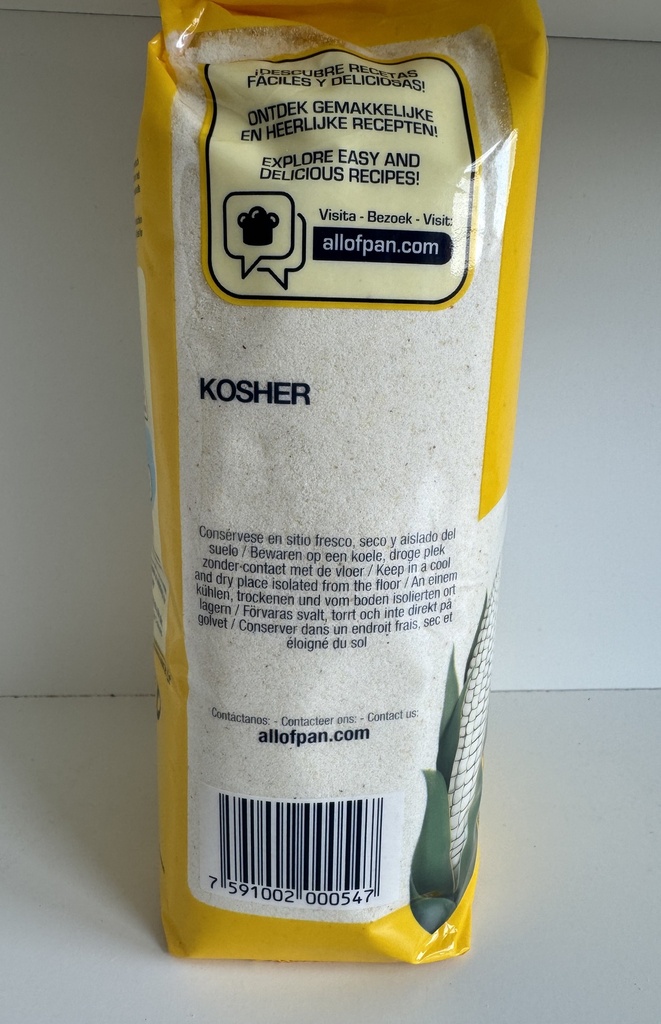 ¡DESCUBRE RECETAS
FÁCILES Y DELICIOSAS!
ONTDEK GEMAKKELIJKE
EN HEERLIJKE RECEPTEN!
EXPLORE EASY AND
DELICIOUS RECIPES!
Visita - Bezoek - Visit:
allofpan.com
KOSHER
Consérvese en sitio fresco, seco y aislado del
suelo / Bewaren op een koele, droge plek
zonder-contact met de vloer / Keep in a cool
and dry place isolated from the floor / An einem
kühlen, trockenen und vom boden isolierten ort
lagern / Förvaras svalt, torrt och inte direkt på
golvet / Conserver dans un endroit frais, sec et
éloigné du sol
Contáctanos: - Contacteer ons: - Contact us:
allofpan.com
7 591002 000547